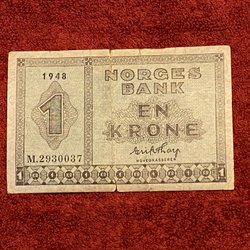 1948
NORGES
BANK
1
EN
KRONE
M.2930037
HOVEDKASSERER